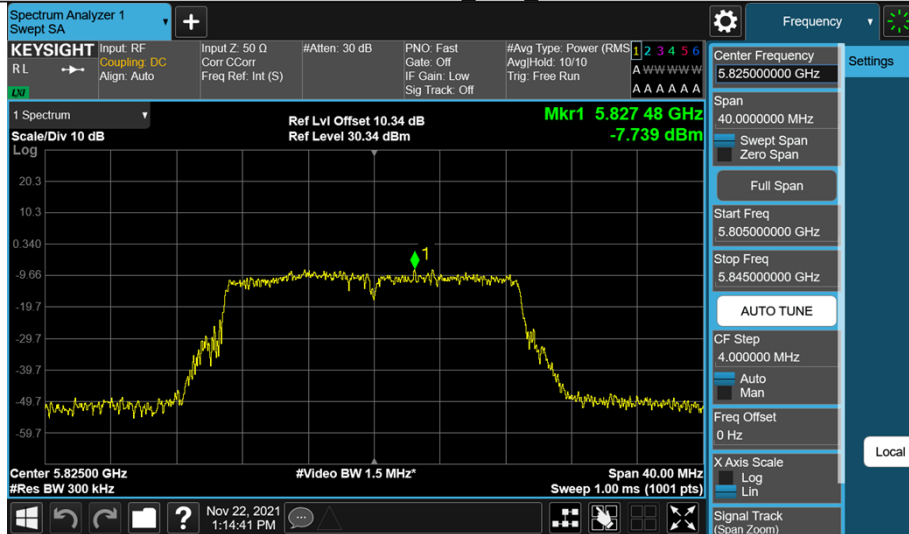 Spectrum Analyzer 1
Swept SA
+
Frequency
KEYSIGHT
R L
LXI
Input: RF
Coupling: DC
Align: Auto
Input Z: 50 Ω
Corr CCorr
Freq Ref: Int (S)
#Atten: 30 dB
PNO: Fast
Gate: Off
IF Gain: Low
Sig Track: Off
#Avg Type: Power (RMS
Avg|Hold: 10/10
Trig: Free Run
1 2 3 4 5 6
A W W W W W
A A A A A A
1 Spectrum
Scale/Div 10 dB
Log
Ref Lvl Offset 10.34 dB
Ref Level 30.34 dBm
Mkr1 5.827 48 GHz
-7.739 dBm
20.3
10.3
0.340
-9.66
-19.7
-29.7
-39.7
-49.7
-59.7
1
Center 5.82500 GHz
#Res BW 300 kHz
#Video BW 1.5 MHz*
Span 40.00 MHz
Sweep 1.00 ms (1001 pts)
?
Nov 22, 2021
1:14:41 PM
Center Frequency
5.825000000 GHz
Span
40.0000000 MHz
Swept Span
Zero Span
Full Span
Start Freq
5.805000000 GHz
Stop Freq
5.845000000 GHz
AUTO TUNE
CF Step
4.000000 MHz
Auto
Man
Freq Offset
0 Hz
X Axis Scale
Log
Lin
Signal Track
(Span Zoom)
Settings
Local